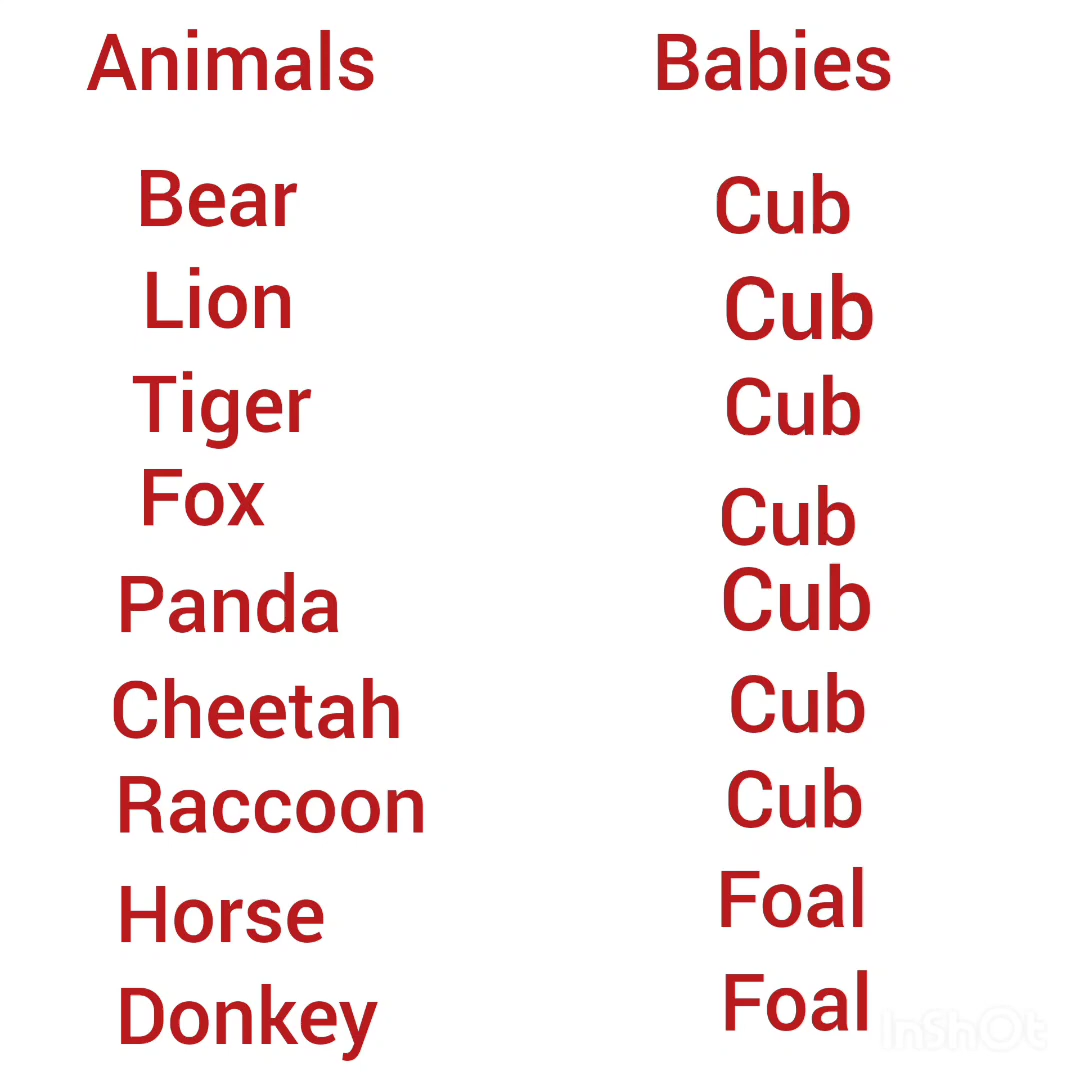 Animals Babies
Bear Cub
Lion Cub
Tiger Cub
Fox Cub
Panda Cub
Cheetah Cub
Raccoon Cub
Horse Foal
Donkey Foal
InShOt